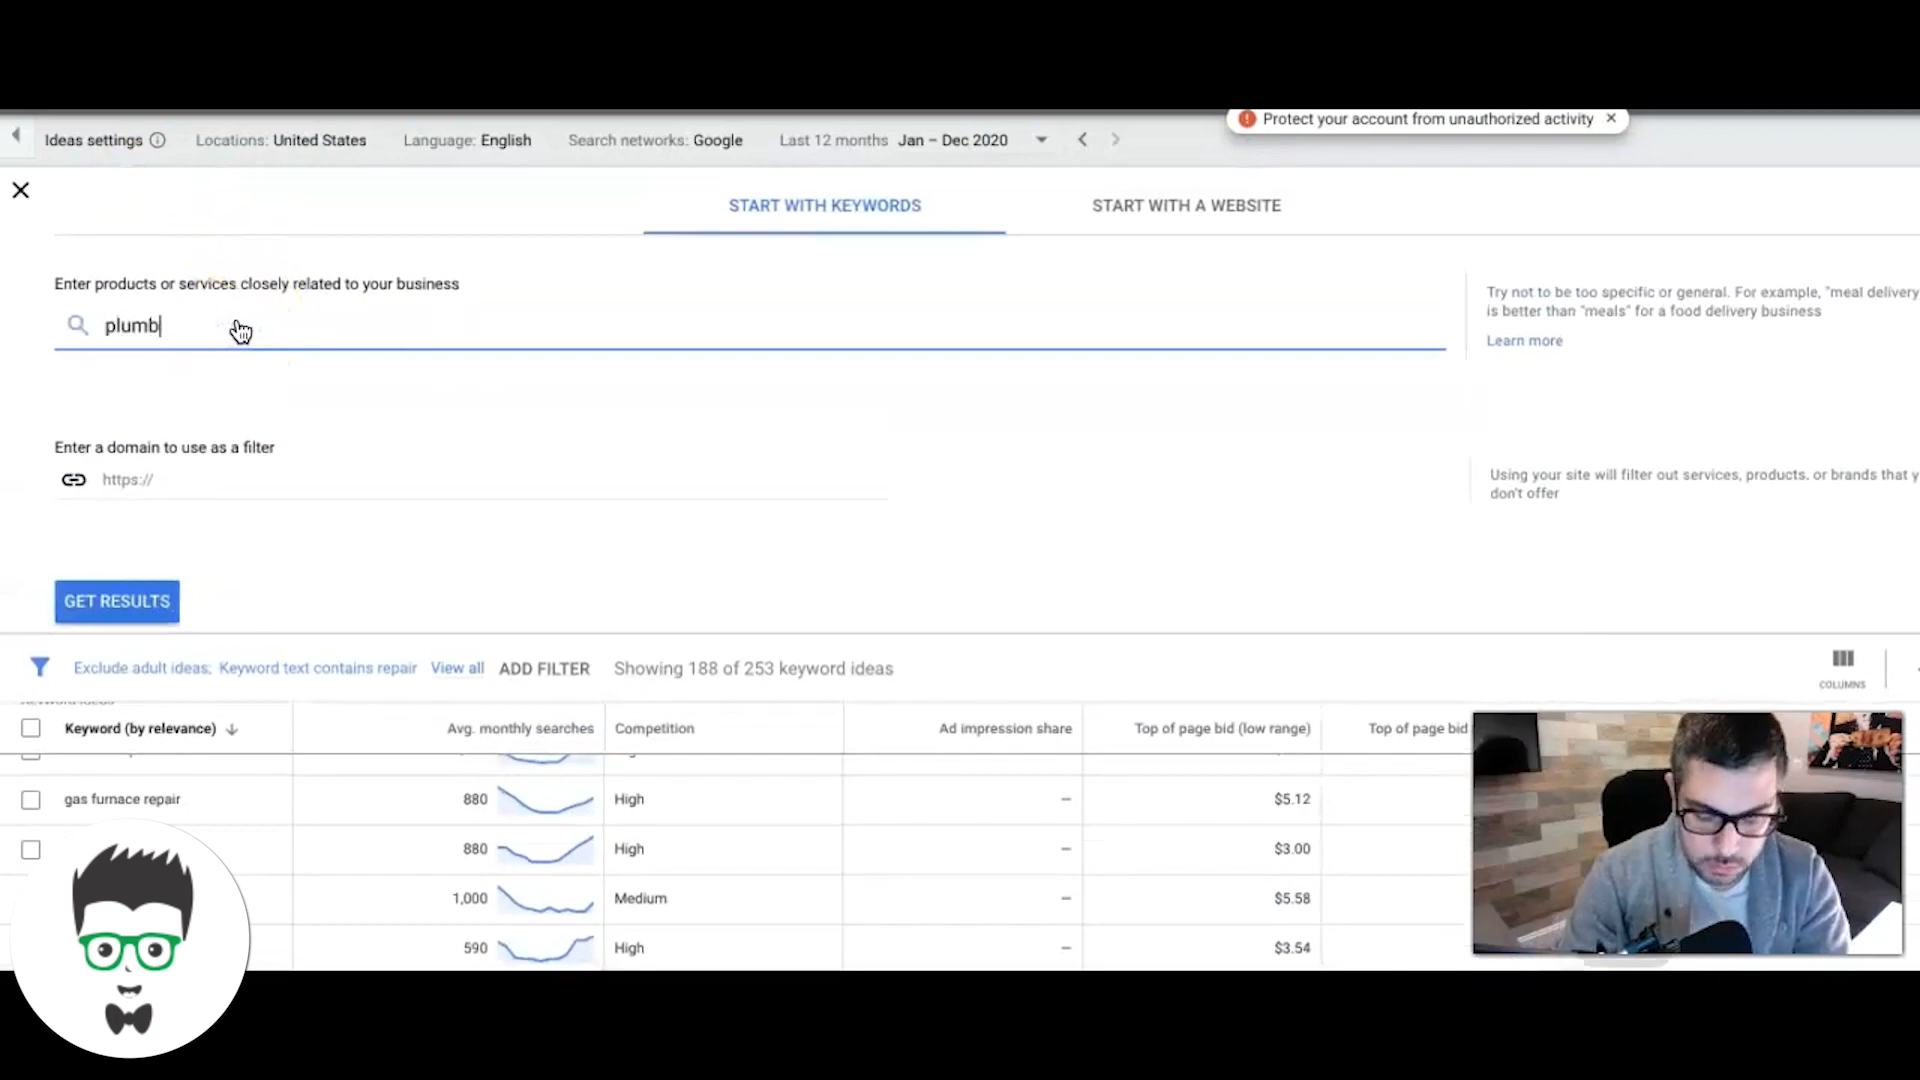 Protect your account from unauthorized activity
Ideas settings Locations: United States Language: English Search networks: Google Last 12 months Jan – Dec 2020
START WITH KEYWORDS START WITH A WEBSITE
Enter products or services closely related to your business
plumb
Try not to be too specific or general. For example, "meal delivery
is better than "meals" for a food delivery business
Learn more
Enter a domain to use as a filter
https://
Using your site will filter out services, products, or brands that y
don't offer
GET RESULTS
Exclude adult ideas; Keyword text contains repair View all ADD FILTER Showing 188 of 253 keyword ideas
COLUMNS
Keyword (by relevance) Avg. monthly searches Competition Ad impression share Top of page bid (low range) Top of page bid
gas furnace repair 880 High – $5.12
880 High – $3.00
1,000 Medium – $5.58
590 High – $3.54